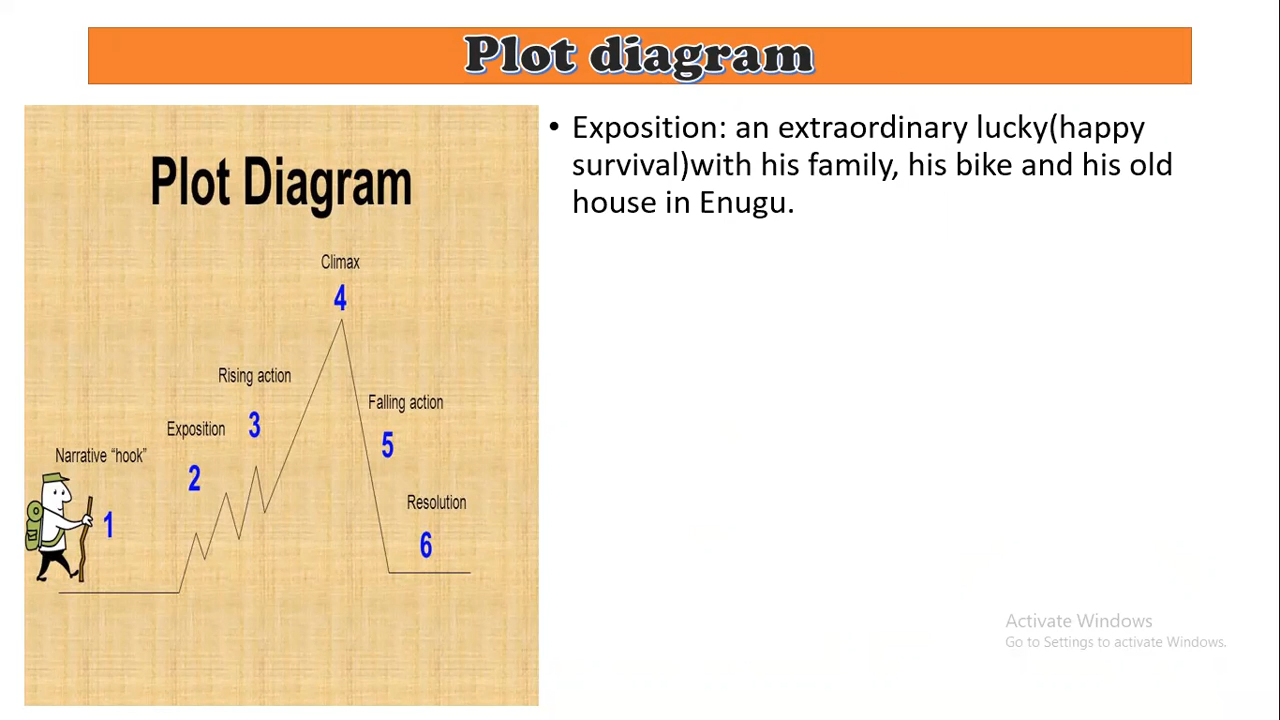 Plot diagram
Plot Diagram
Climax
4
Rising action
3
Exposition
2
Narrative “hook”
1
Falling action
5
Resolution
6
• Exposition: an extraordinary lucky(happy
survival)with his family, his bike and his old
house in Enugu.
Activate Windows
Go to Settings to activate Windows.